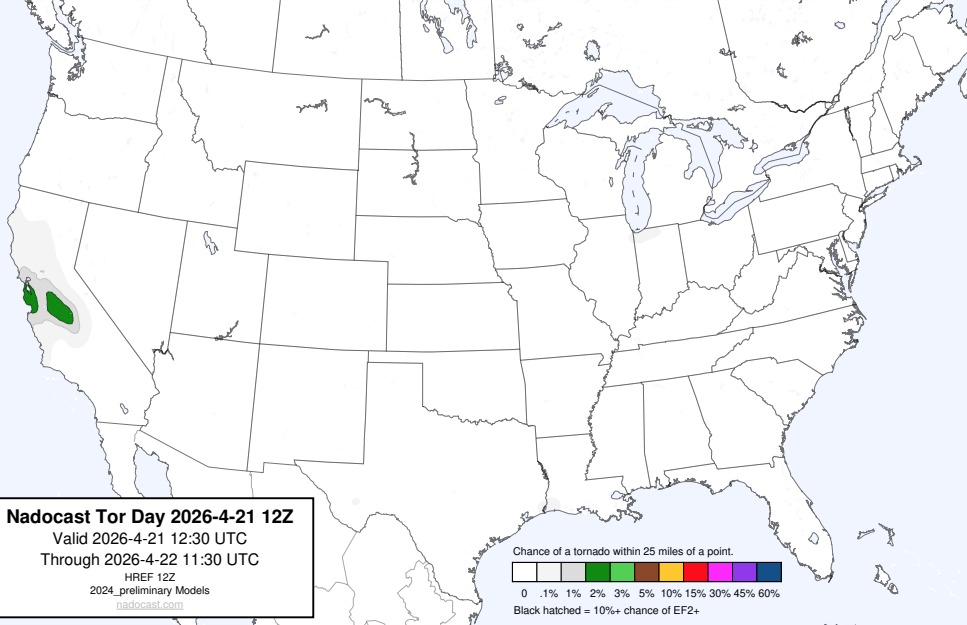 Nadocast Tor Day 2026-4-21 12Z
Valid 2026-4-21 12:30 UTC
Through 2026-4-22 11:30 UTC
HREF 12Z
2024_preliminary Models
nadocast.com
Chance of a tornado within 25 miles of a point.
0 .1% 1% 2% 3% 5% 10% 15% 30% 45% 60%
Black hatched = 10%+ chance of EF2+